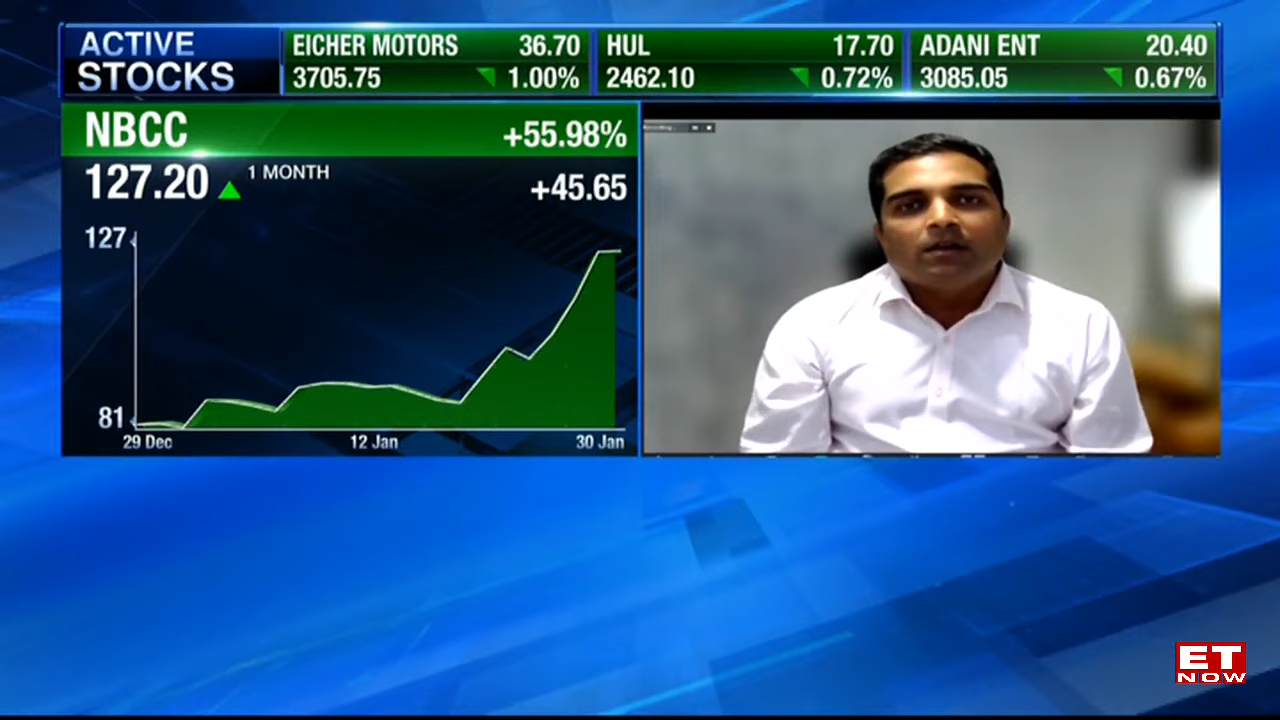 ACTIVE
STOCKS
EICHER MOTORS 36.70
3705.75 1.00%
HUL 17.70
2462.10 0.72%
ADANI ENT 20.40
3085.05 0.67%
NBCC +55.98%
127.20 1 MONTH +45.65
127
81
29 Dec 12 Jan 30 Jan
ET
NOW